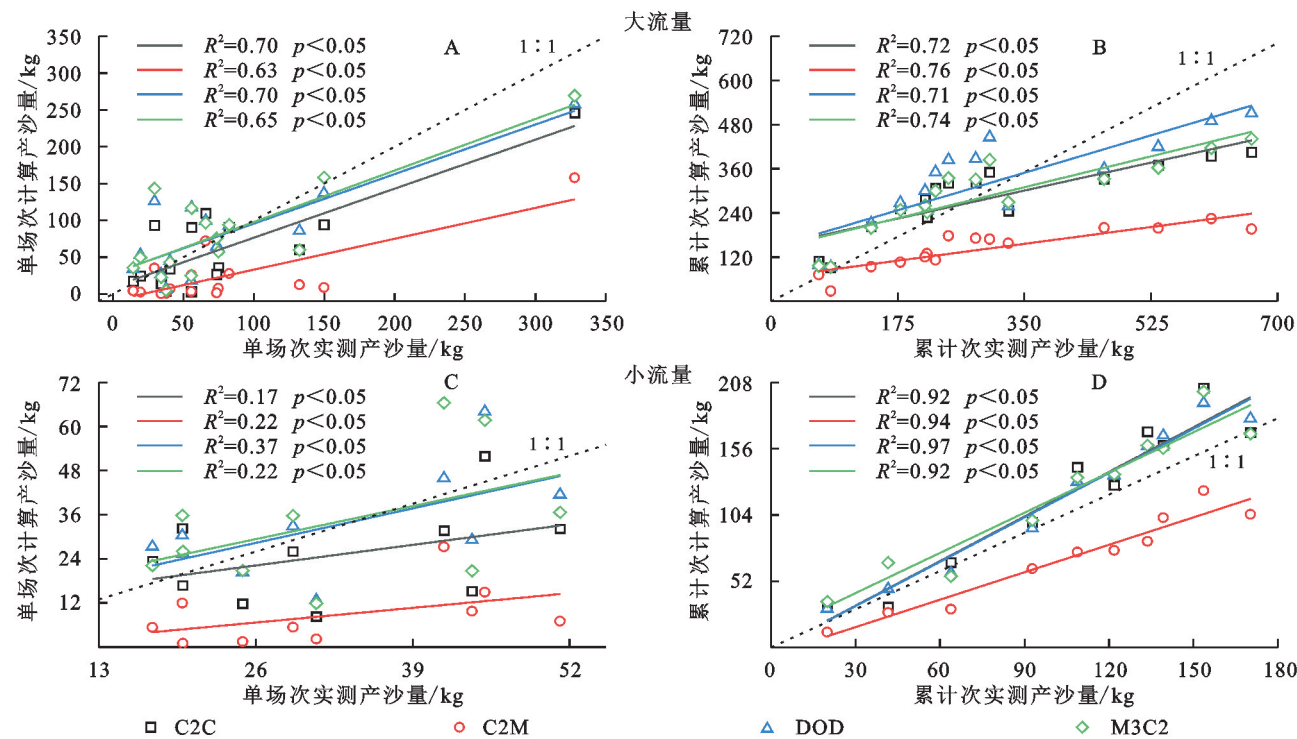 大流量
A
1∶1
R²=0.70 p＜0.05
R²=0.63 p＜0.05
R²=0.70 p＜0.05
R²=0.65 p＜0.05
350
300
250
200
150
100
50
0
单场次计算产沙量/kg
0 50 100 150 200 250 300 350
单场次实测产沙量/kg
B
1∶1
R²=0.72 p＜0.05
R²=0.76 p＜0.05
R²=0.71 p＜0.05
R²=0.74 p＜0.05
720
600
480
360
240
120
累计次计算产沙量/kg
0 175 350 525 700
累计次实测产沙量/kg
小流量
C
1∶1
R²=0.17 p＜0.05
R²=0.22 p＜0.05
R²=0.37 p＜0.05
R²=0.22 p＜0.05
72
60
48
36
24
12
单场次计算产沙量/kg
13 26 39 52
单场次实测产沙量/kg
D
1∶1
R²=0.92 p＜0.05
R²=0.94 p＜0.05
R²=0.97 p＜0.05
R²=0.92 p＜0.05
208
156
104
52
累计次计算产沙量/kg
0 30 60 90 120 150 180
累计次实测产沙量/kg
C2C C2M DOD M3C2